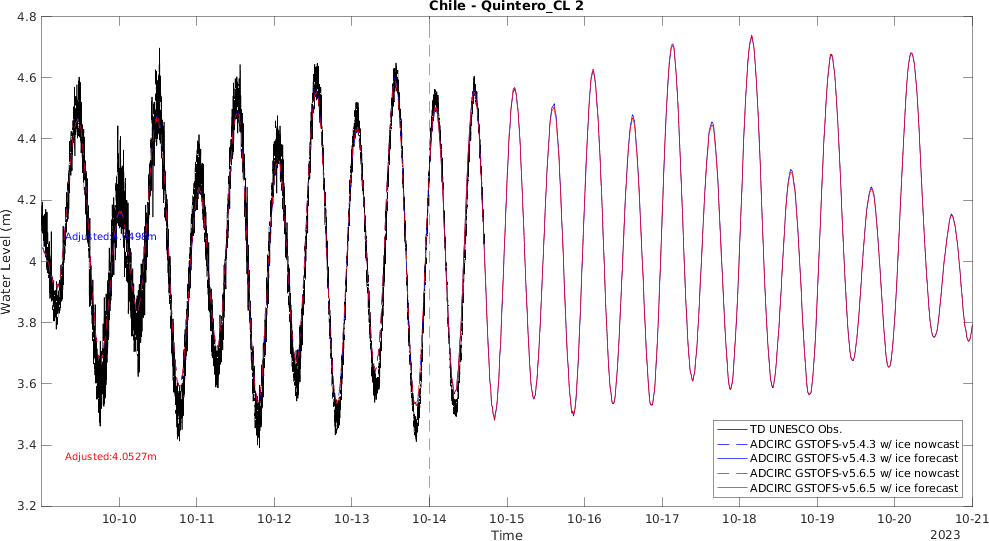 Chile - Quintero_CL 2
4.8
4.6
4.4
4.2
4
3.8
3.6
3.4
3.2
Water Level (m)
Adjusted:4.0527m
TD UNESCO Obs.
ADCIRC GSTOFS-v5.4.3 w/ ice nowcast
ADCIRC GSTOFS-v5.4.3 w/ ice forecast
ADCIRC GSTOFS-v5.6.5 w/ ice nowcast
ADCIRC GSTOFS-v5.6.5 w/ ice forecast
10-10
10-11
10-12
10-13
10-14
10-15
10-16
10-17
10-18
10-19
10-20
10-21
Time
2023